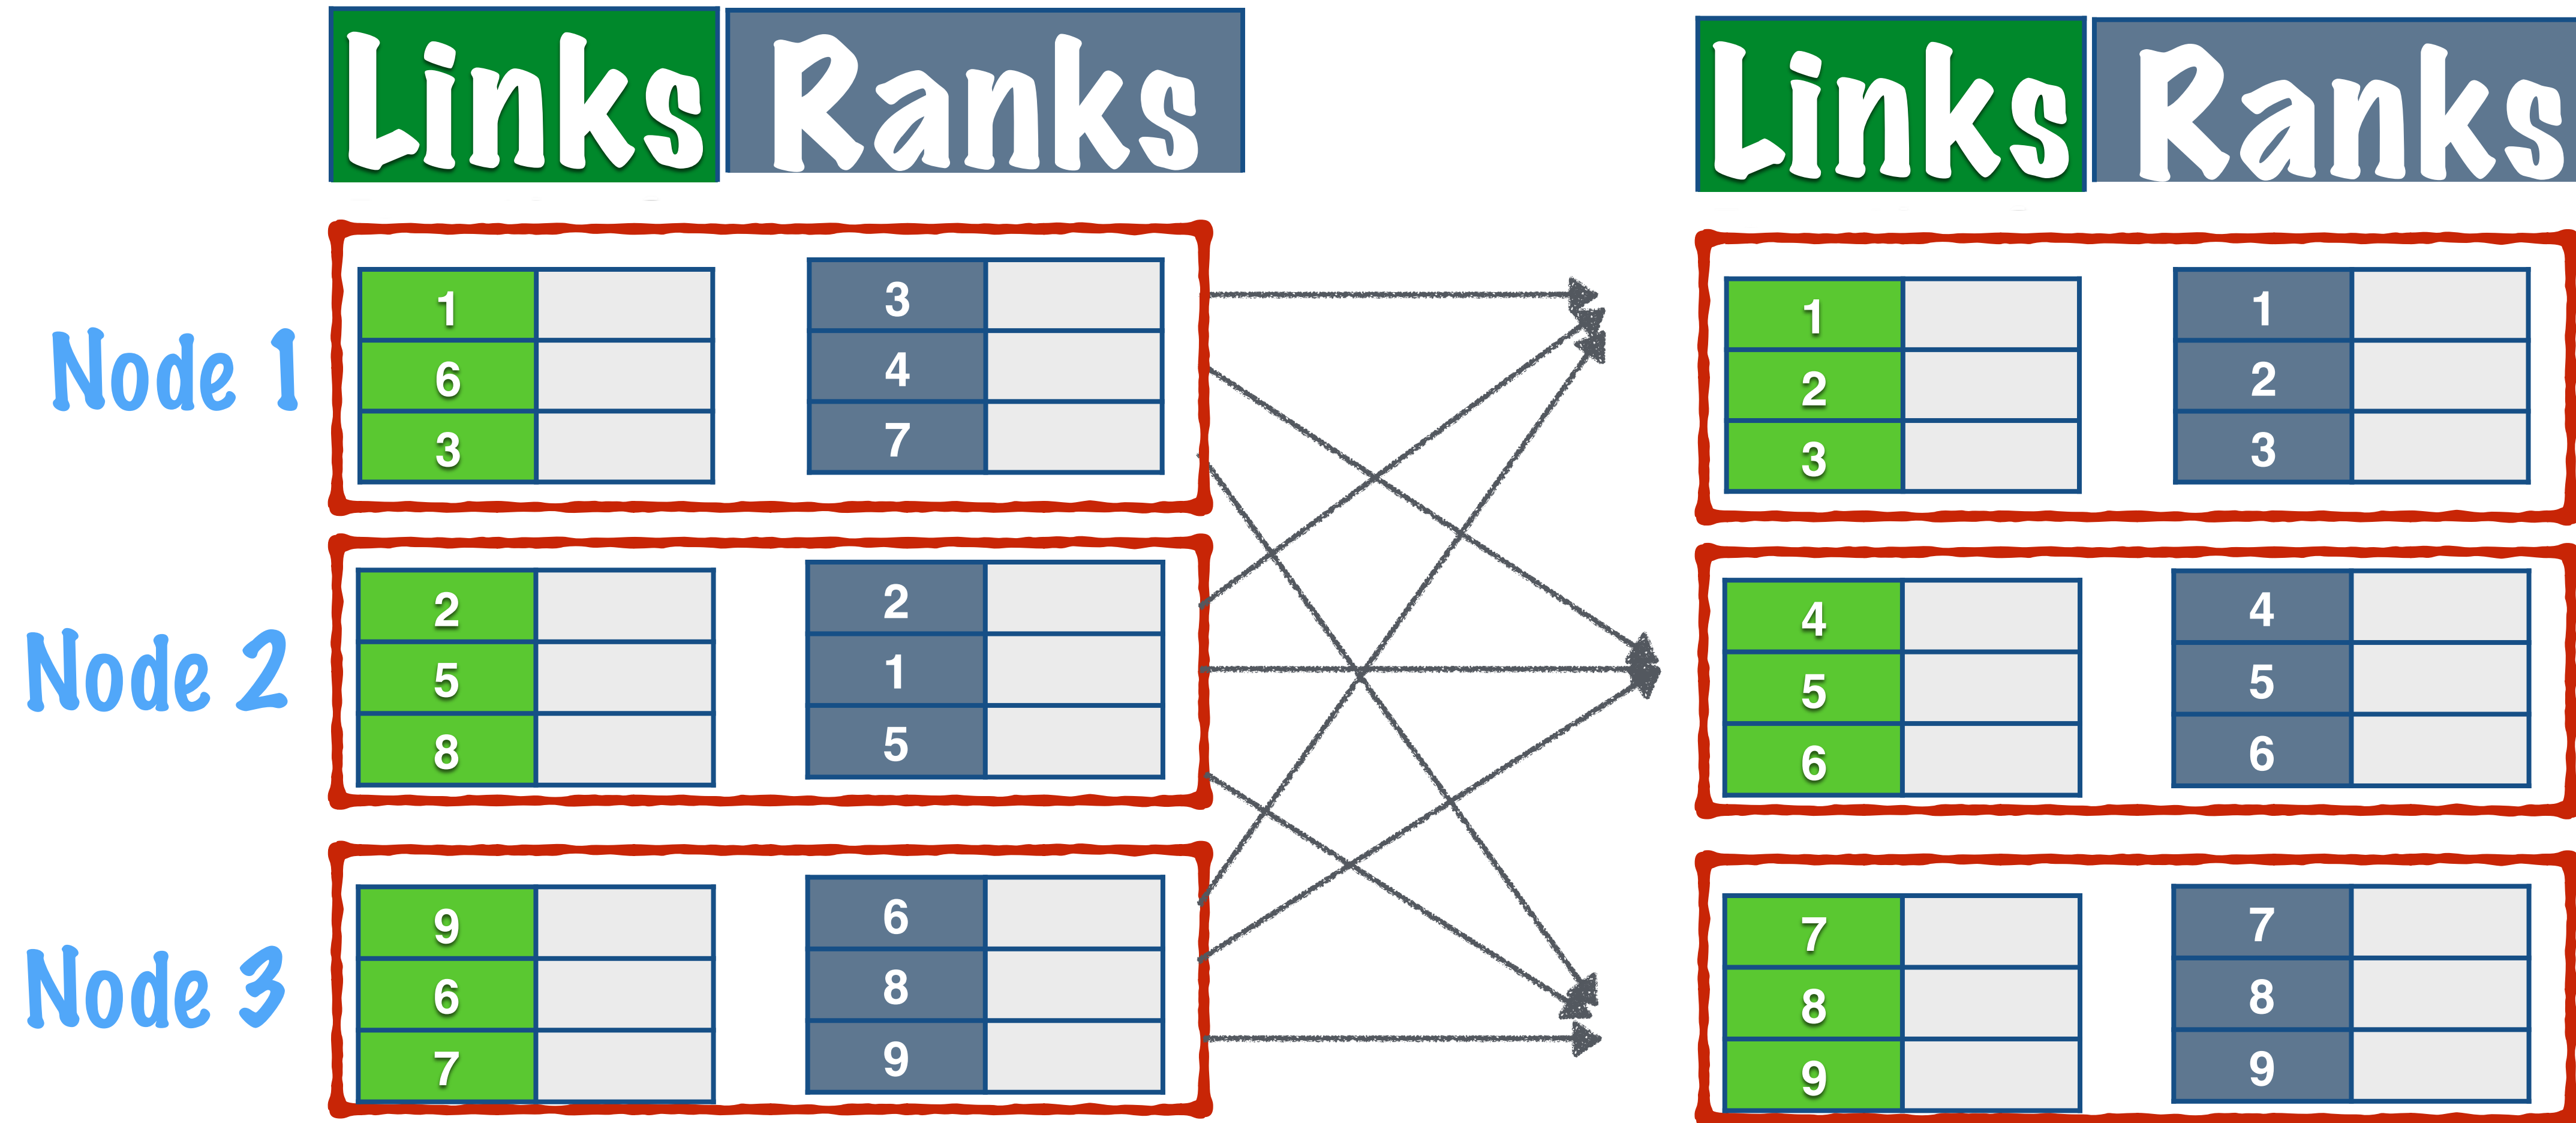 Links Ranks Links Ranks
Node 1
1 3 1 1
6 4 2 2
3 7 3 3
Node 2
2 2 4 4
5 1 5 5
8 5 6 6
Node 3
9 6 7 7
6 8 8 8
7 9 9 9